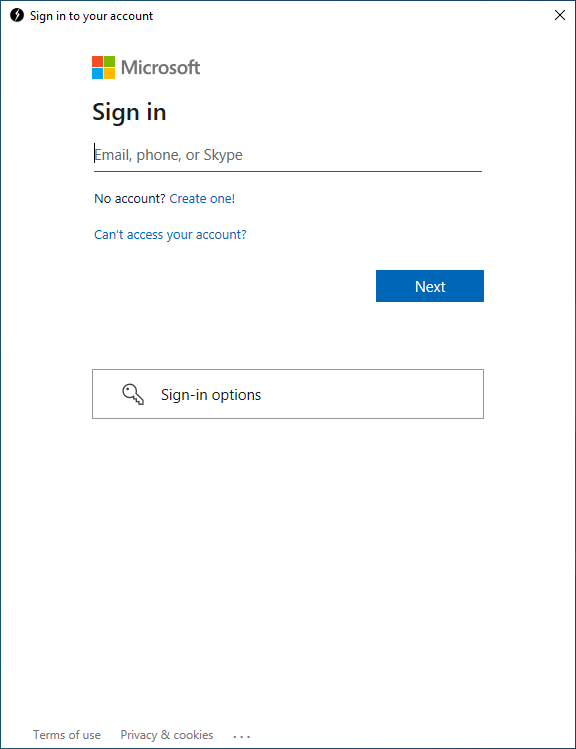 Sign in to your account
Microsoft
Sign in
Email, phone, or Skype
No account? Create one!
Can't access your account?
Next
Sign-in options
Terms of use Privacy & cookies ...